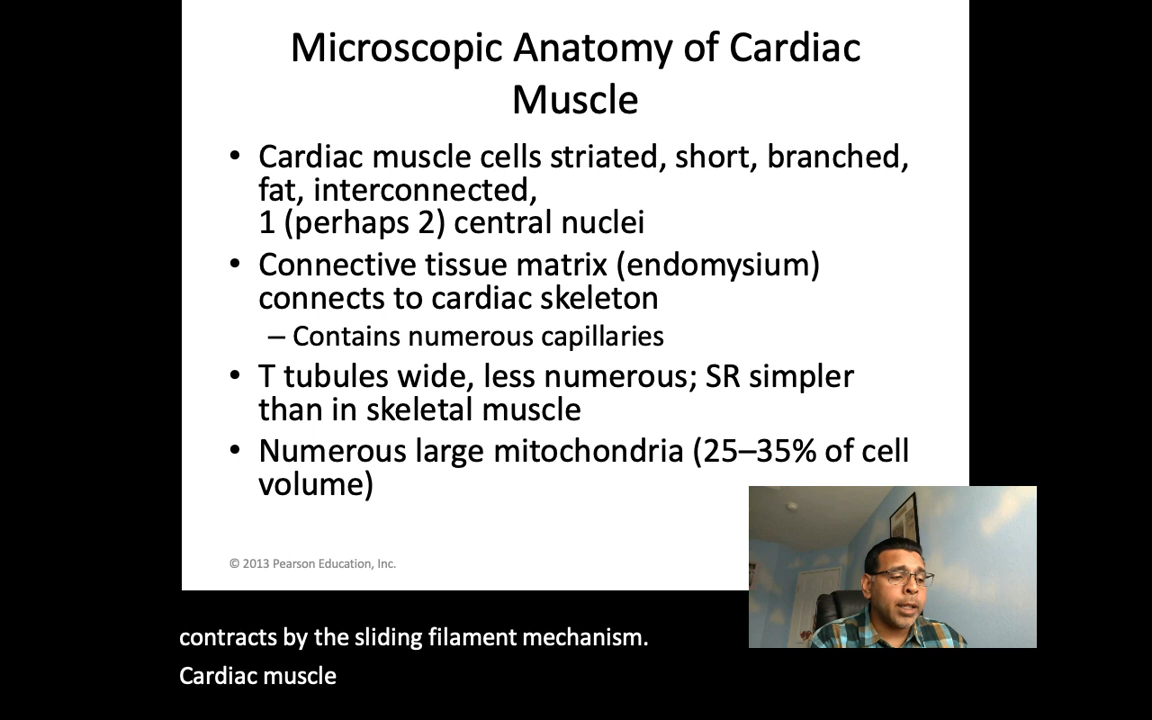 Microscopic Anatomy of Cardiac
Muscle
• Cardiac muscle cells striated, short, branched,
fat, interconnected,
1 (perhaps 2) central nuclei
• Connective tissue matrix (endomysium)
connects to cardiac skeleton
– Contains numerous capillaries
• T tubules wide, less numerous; SR simpler
than in skeletal muscle
• Numerous large mitochondria (25–35% of cell
volume)
© 2013 Pearson Education, Inc.
contracts by the sliding filament mechanism.
Cardiac muscle